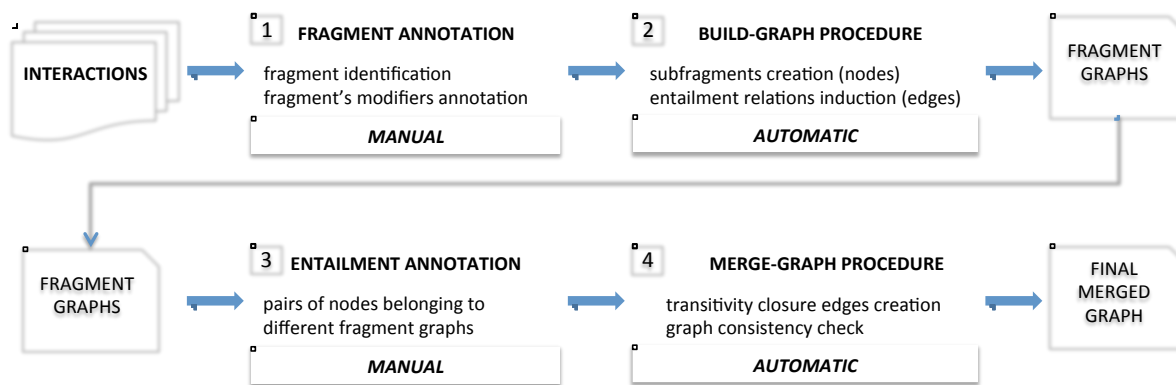 INTERACTIONS
1 FRAGMENT ANNOTATION
fragment identification
fragment's modifiers annotation
MANUAL
2 BUILD-GRAPH PROCEDURE
subfragments creation (nodes)
entailment relations induction (edges)
AUTOMATIC
FRAGMENT
GRAPHS
FRAGMENT
GRAPHS
3 ENTAILMENT ANNOTATION
pairs of nodes belonging to
different fragment graphs
MANUAL
4 MERGE-GRAPH PROCEDURE
transitivity closure edges creation
graph consistency check
AUTOMATIC
FINAL
MERGED
GRAPH